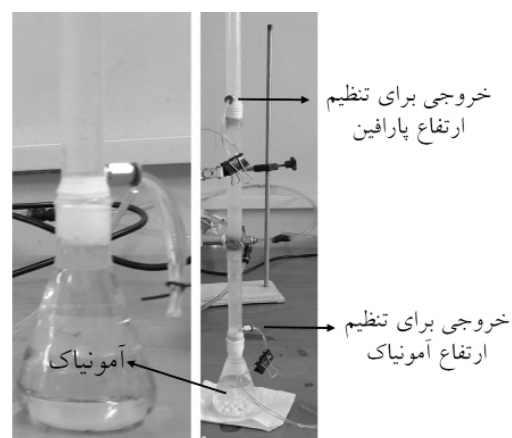 خروجی برای تنظیم
ارتفاع پارافین
خروجی برای تنظیم
ارتفاع آمونیاک
آمونیاک